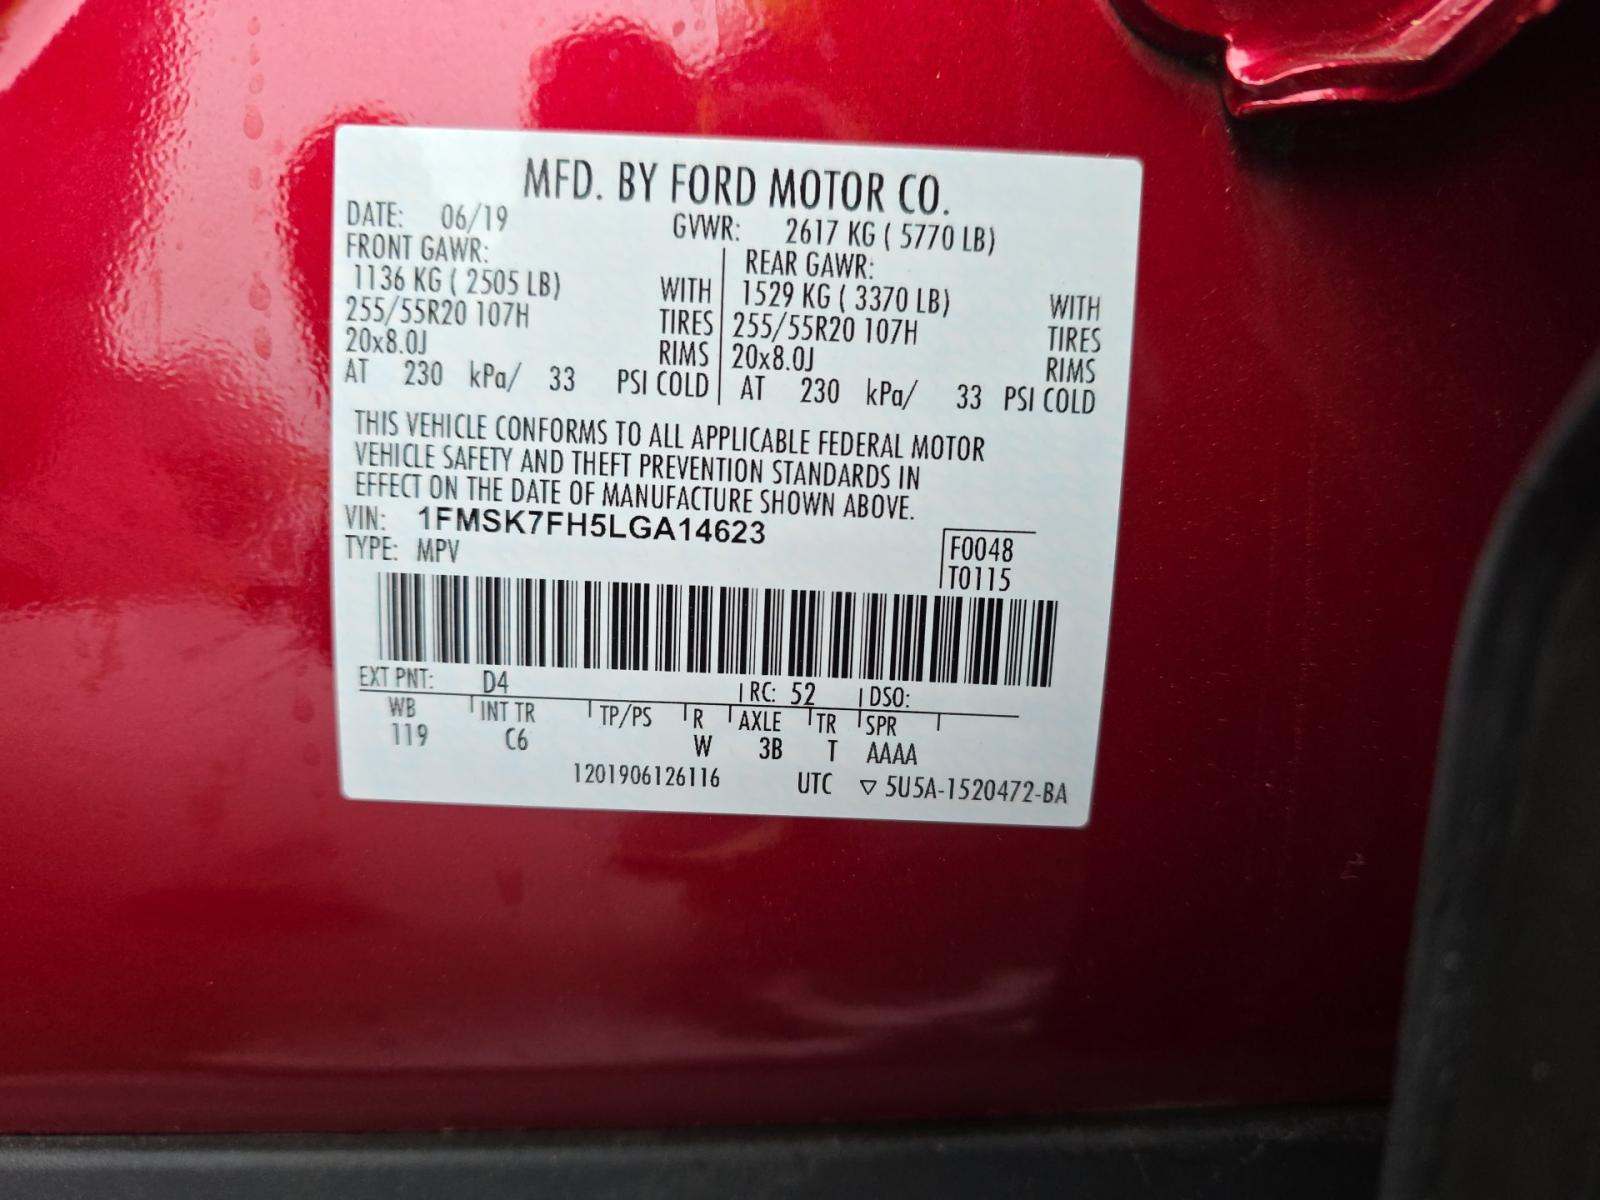 MFD. BY FORD MOTOR CO.
DATE: 06/19 GVWR: 2617 KG ( 5770 LB)
FRONT GAWR: REAR GAWR:
1136 KG ( 2505 LB) WITH 1529 KG ( 3370 LB) WITH
255/55R20 107H TIRES 255/55R20 107H TIRES
20x8.0J RIMS 20x8.0J RIMS
AT 230 kPa/ 33 PSI COLD AT 230 kPa/ 33 PSI COLD
THIS VEHICLE CONFORMS TO ALL APPLICABLE FEDERAL MOTOR
VEHICLE SAFETY AND THEFT PREVENTION STANDARDS IN
EFFECT ON THE DATE OF MANUFACTURE SHOWN ABOVE.
VIN: 1FMSK7FH5LGA14623
TYPE: MPV
F0048
T0115
EXT PNT: D4 RC: 52 DSO:
WB INT TR TP/PS R AXLE TR SPR
119 C6 W 3B T AAAA
1201906126116 UTC ▽ 5U5A-1520472-BA